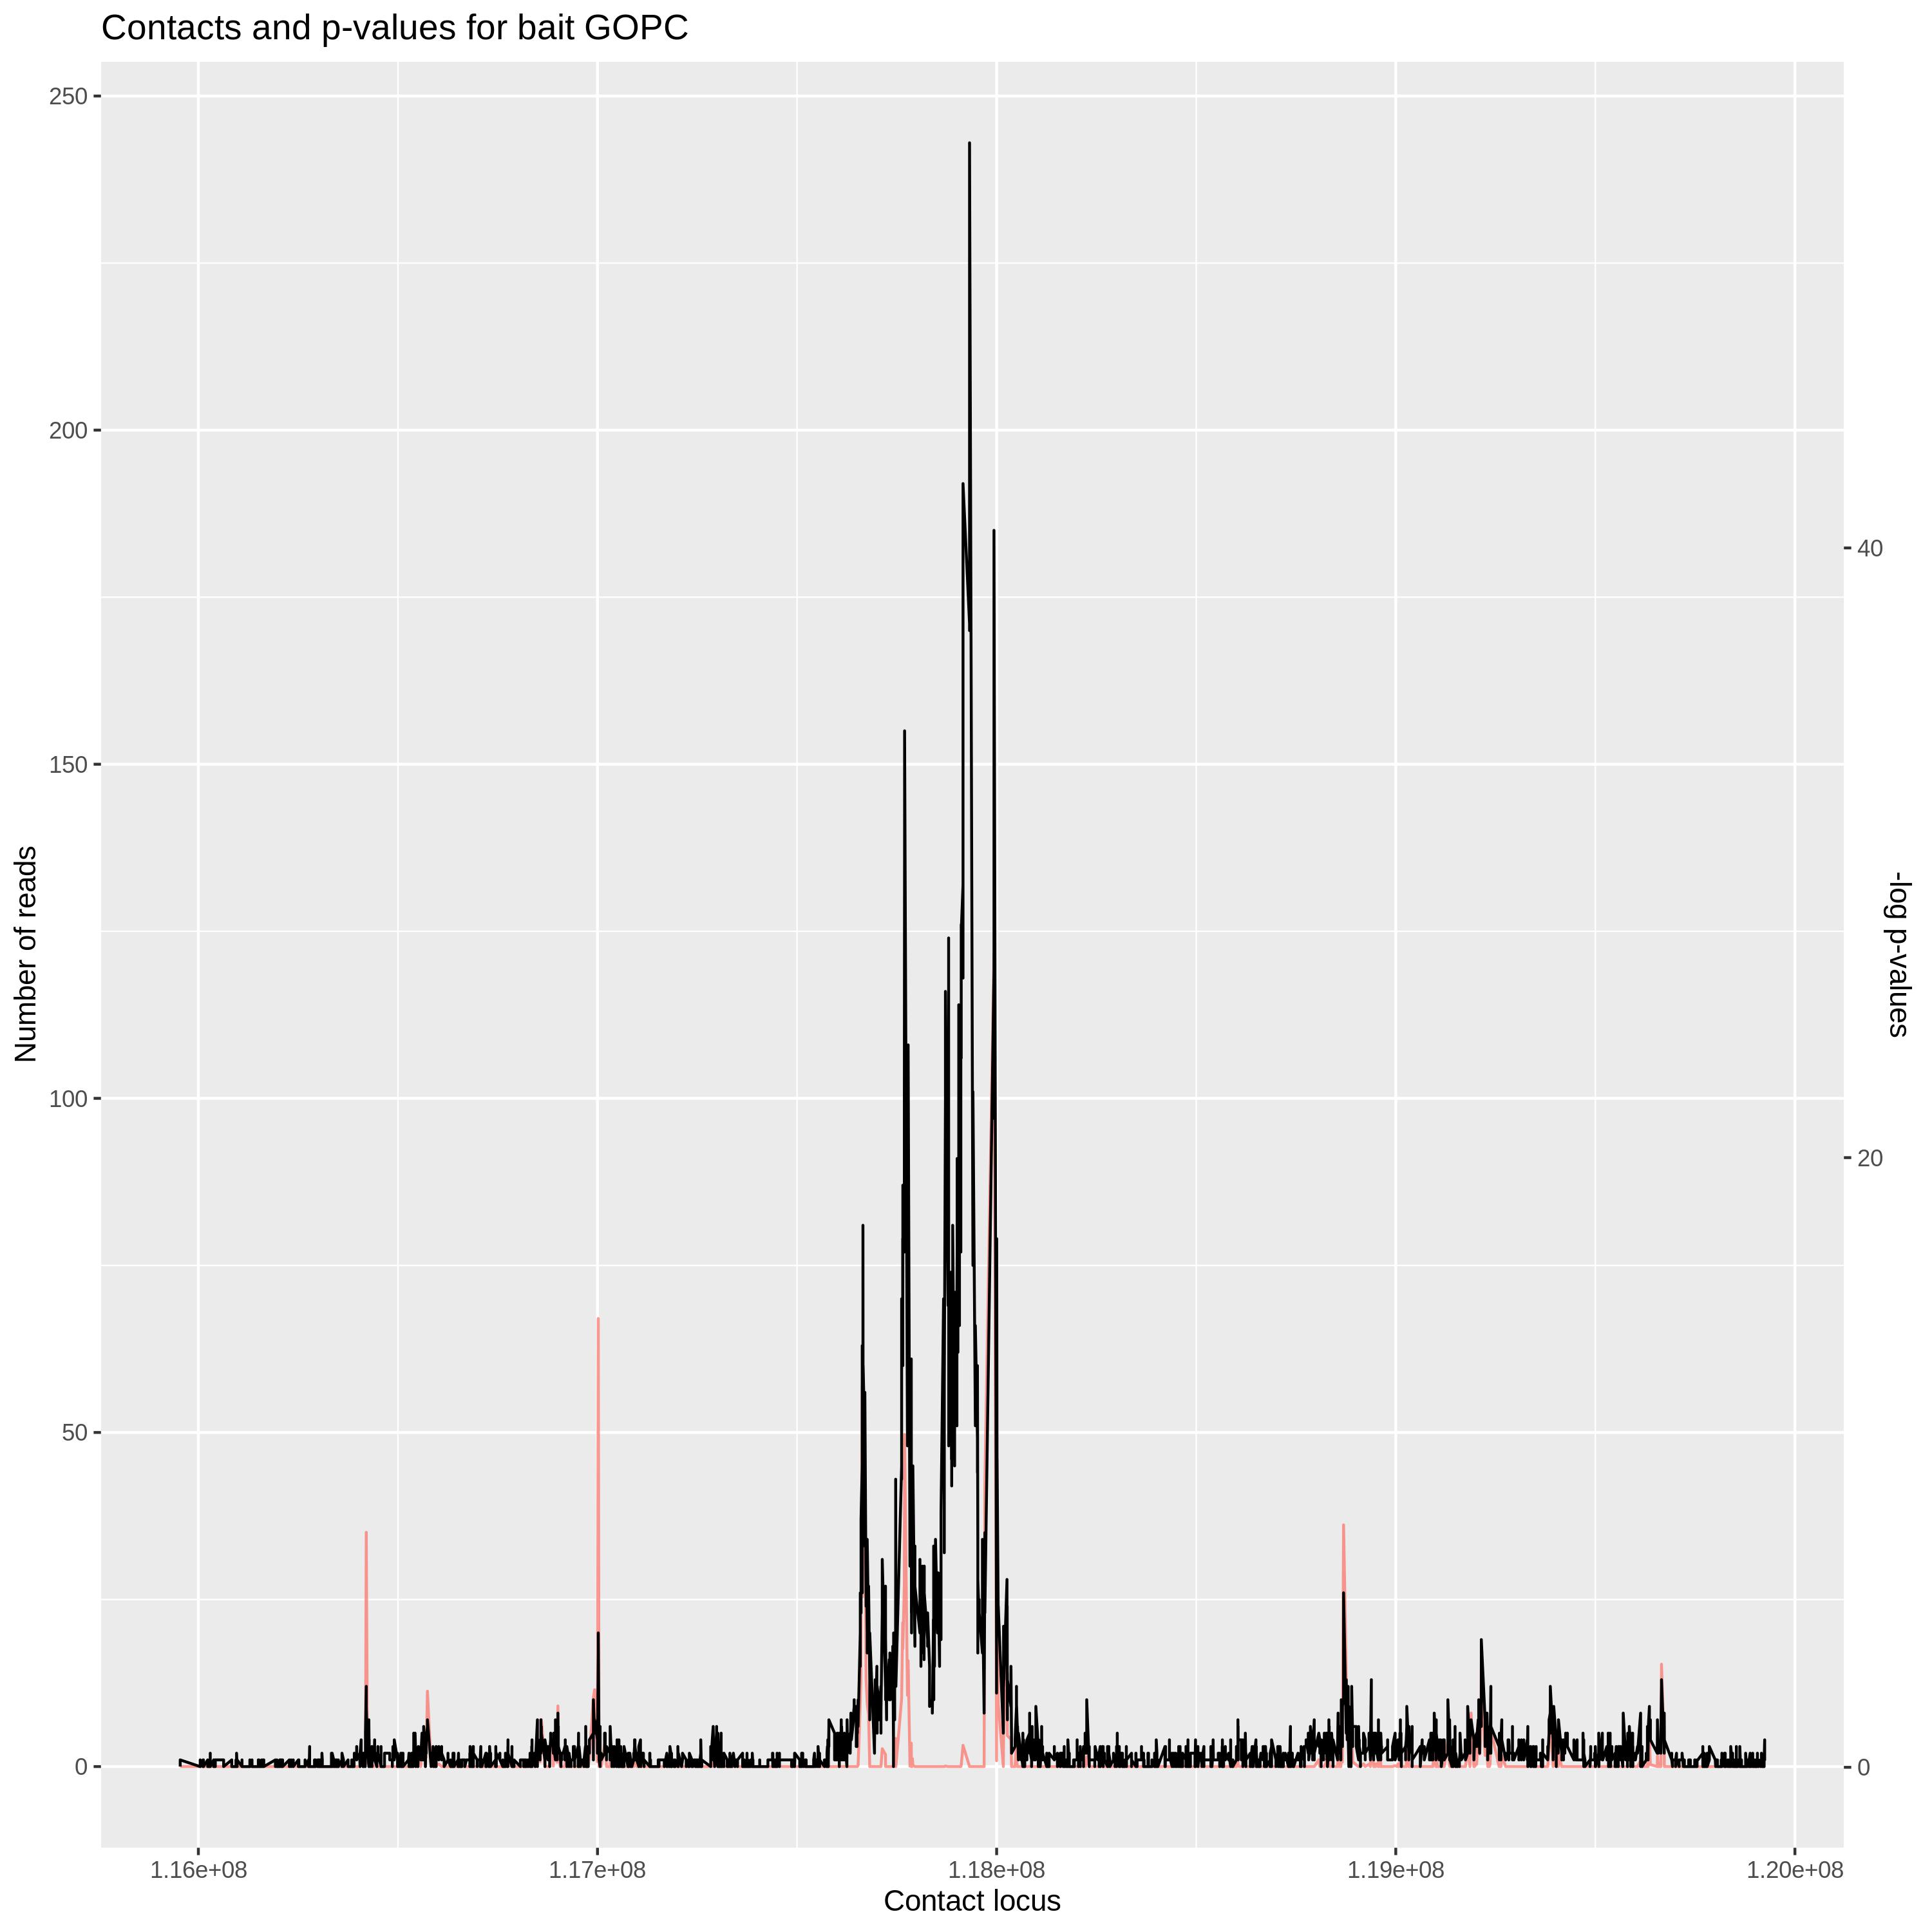 Contacts and p-values for bait GOPC
250
200
150
100
50
0
Number of reads
40
20
0
-log p-values
1.16e+08
1.17e+08
1.18e+08
1.19e+08
1.20e+08
Contact locus